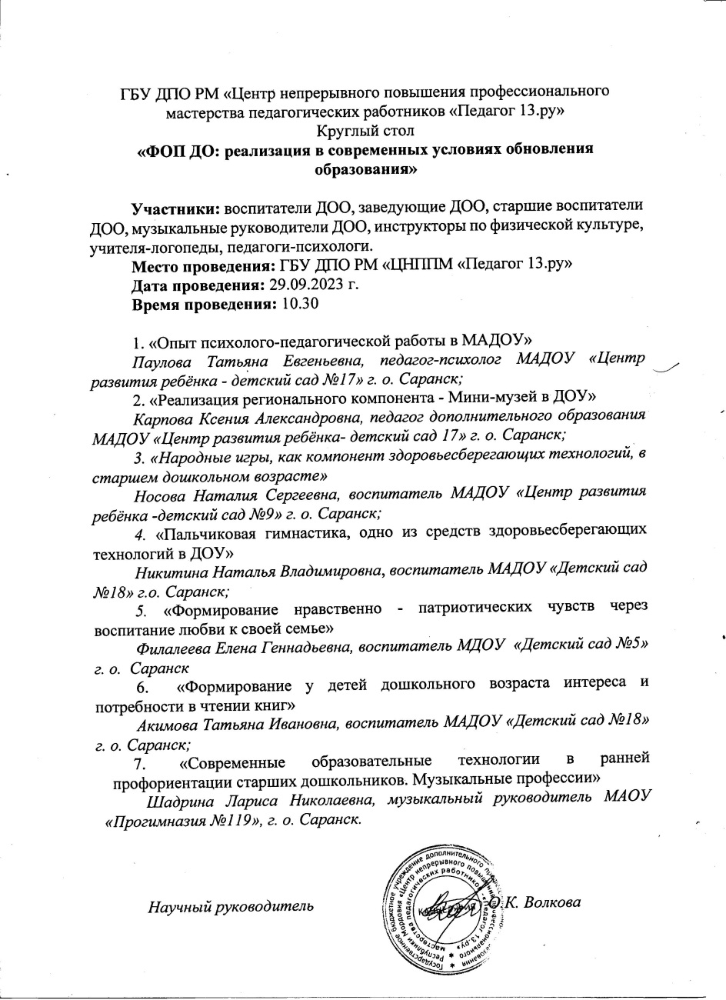 ГБУ ДПО РМ «Центр непрерывного повышения профессионального
мастерства педагогических работников «Педагог 13.ру»
Круглый стол
«ФОП ДО: реализация в современных условиях обновления
образования»
Участники: воспитатели ДОО, заведующие ДОО, старшие воспитатели
ДОО, музыкальные руководители ДОО, инструкторы по физической культуре,
учителя-логопеды, педагоги-психологи.
Место проведения: ГБУ ДПО РМ «ЦНППМ «Педагог 13.ру»
Дата проведения: 29.09.2023 г.
Время проведения: 10.30
1. «Опыт психолого-педагогической работы в МАДОУ»
Паулова Татьяна Евгеньевна, педагог-психолог МАДОУ «Центр
развития ребёнка - детский сад №17» г. о. Саранск;
2. «Реализация регионального компонента - Мини-музей в ДОУ»
Карпова Ксения Александровна, педагог дополнительного образования
МАДОУ «Центр развития ребёнка- детский сад 17» г. о. Саранск;
3. «Народные игры, как компонент здоровьесберегающих технологий, в
старшем дошкольном возрасте»
Носова Наталия Сергеевна, воспитатель МАДОУ «Центр развития
ребёнка -детский сад №9» г. о. Саранск;
4. «Пальчиковая гимнастика, одно из средств здоровьесберегающих
технологий в ДОУ»
Никитина Наталья Владимировна, воспитатель МАДОУ «Детский сад
№18» г.о. Саранск;
5. «Формирование нравственно - патриотических чувств через
воспитание любви к своей семье»
Филалеева Елена Геннадьевна, воспитатель МДОУ «Детский сад №5»
г. о. Саранск
6. «Формирование у детей дошкольного возраста интереса и
потребности в чтении книг»
Акимова Татьяна Ивановна, воспитатель МАДОУ «Детский сад №18»
г. о. Саранск;
7. «Современные образовательные технологии в ранней
профориентации старших дошкольников. Музыкальные профессии»
Шадрина Лариса Николаевна, музыкальный руководитель МАОУ
«Прогимназия №119», г. о. Саранск.
Научный руководитель
О.К. Волкова
Государственное бюджетное учреждение дополнительного
Республики Мордовия «Центр непрерывного повышения профессионального
мастерства педагогических работников «Педагог 13.ру»